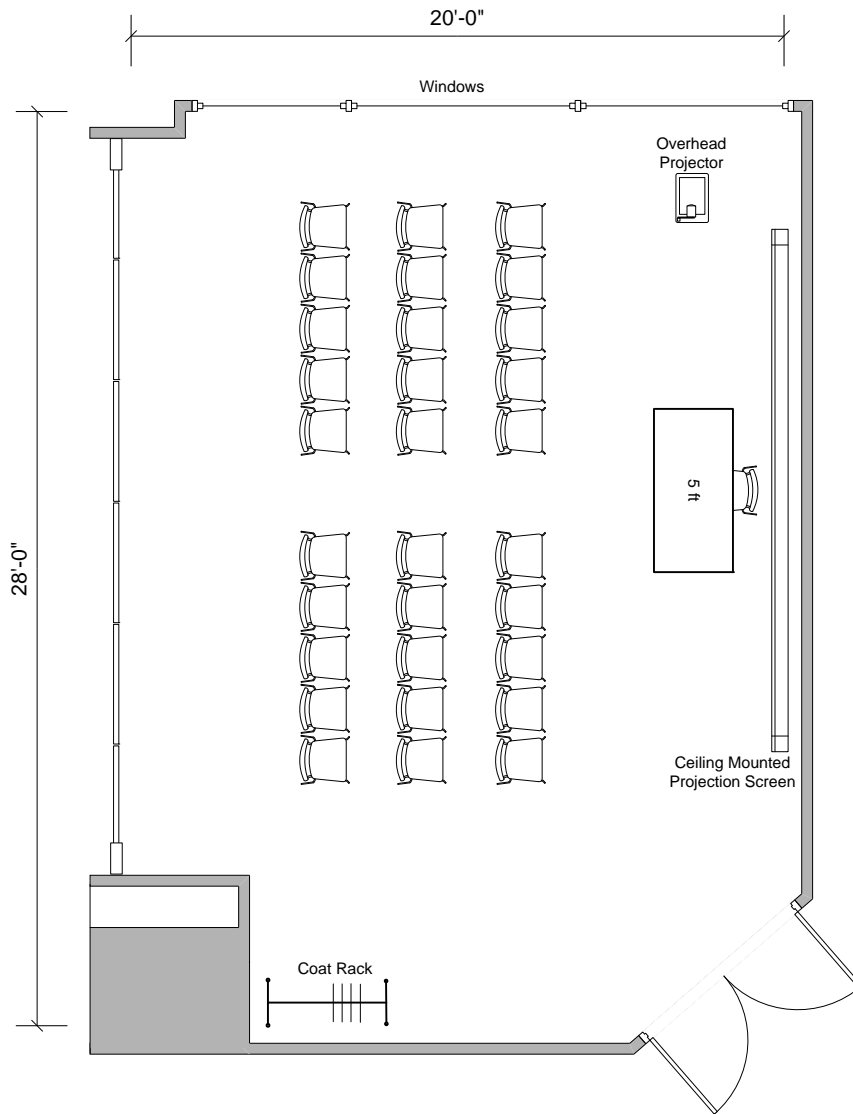 20'-0"
Windows
Overhead
Projector
5 ft
28'-0"
Ceiling Mounted
Projection Screen
Coat Rack